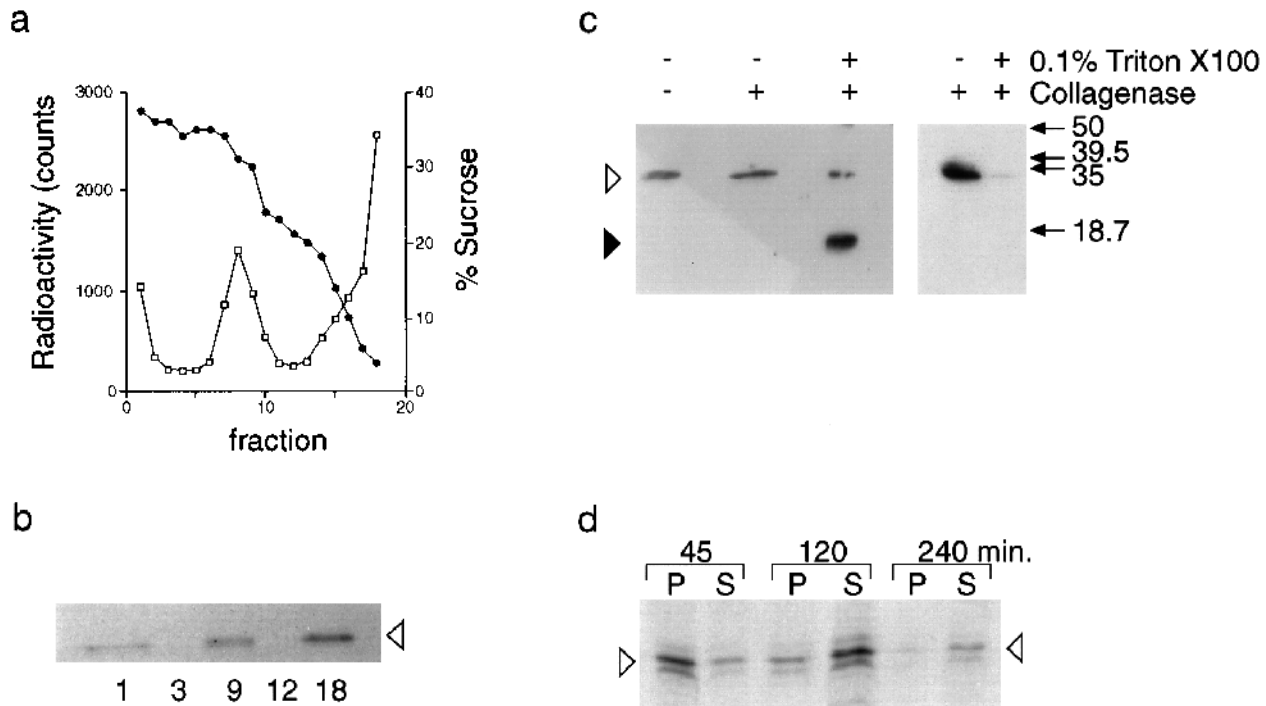 a
3000
2000
1000
0
Radioactivity (counts
40
30
20
10
0
% Sucrose
0 10 20
fraction
b
1 3 9 12 18
c
- - + - + 0.1% Triton X100
- + + + + Collagenase
50
39.5
35
18.7
d
45 120 240 min.
P S P S P S